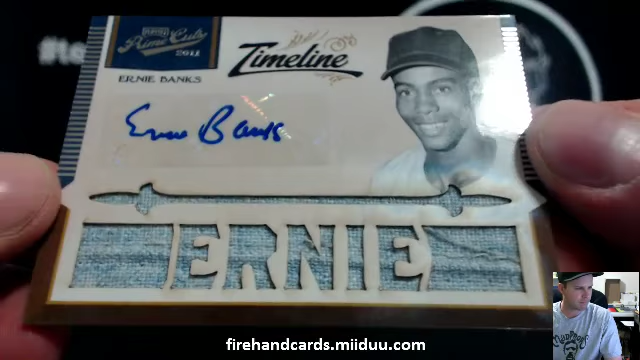 PRIME CUTS
2011
Timeline
ERNIE BANKS
Ernie Banks
ERNIE
firehandcards.miiduu.com